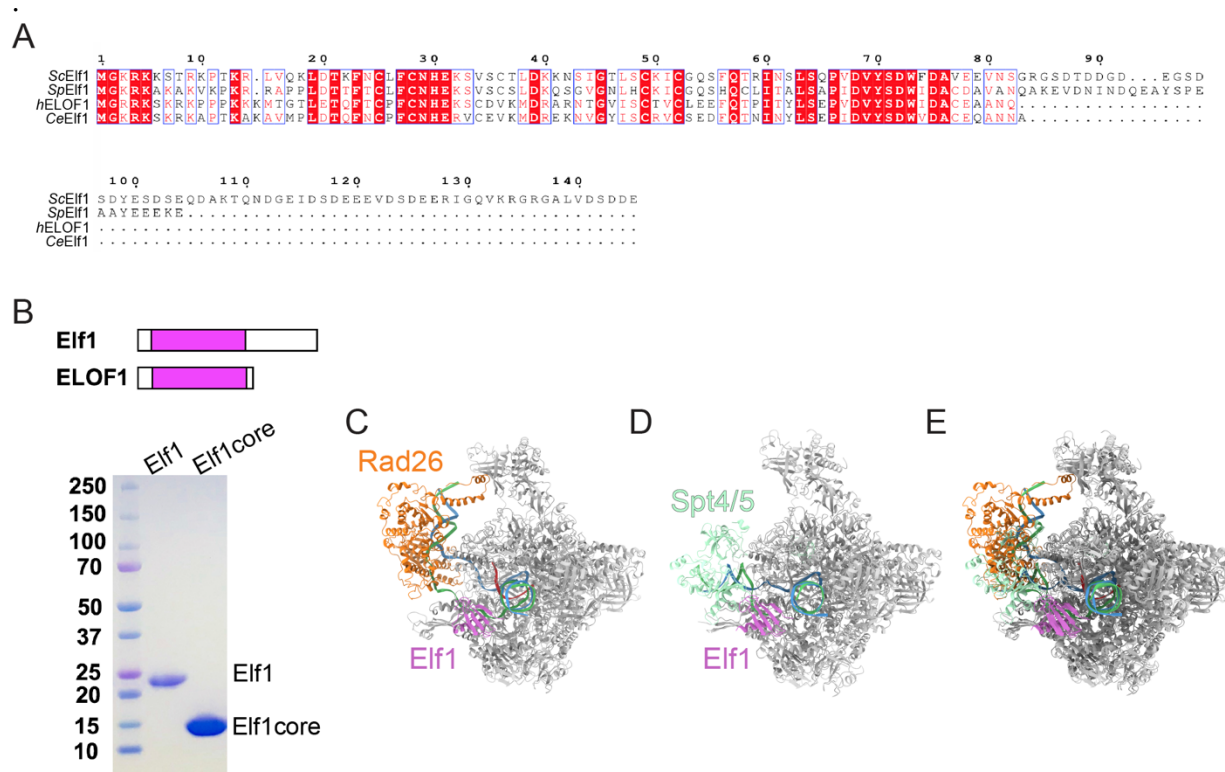 .
A
1 10 20 30 40 50 60 70 80 90
ScElf1 MGKRKKSTRKPTKR.LVQKLDTKFNCLFCNHEKSVSCTLDKKNSIGTLSCKICGQSFQTRINSLSQPVDVYSDWFDAVEEVNSGRGSDTDDGD...EGSD
SpElf1 MGKRKAKAKVKPKR.RAPPLDTTFTCLFCNHEKSVSCSLDKQSGVGNLHCKICGQSHQCLITALSAPIDVYSDWIDACDAVANQAKEVDNINDQEAYSPE
hELOF1 MGRRKSKRKPPPKKKMTGTLETQFTCPFCNHEKSCDVKMDRARNTGVISCTVCLEEFQTPITYLSEPVDVYSDWIDACEAANQ.................
CeElf1 MGKRKSKRKAPTKAKAVMPLDTQFNCPFCNHERVCEVKMDREKNVGYISCRVCSEDFQTNINYLSEPIDVYSDWVDACEQANNA................
100 110 120 130 140
ScElf1 SDYESDSEQDAKTQNDGEIDSDEEEVDSDEERIGQVKRGRGALVDSDDE
SpElf1 AAYEEEKE.........................................
hELOF1 .................................................
CeElf1 .................................................
B
Elf1
ELOF1
Elf1 Elf1core
250
150
100
70
50
37
25
20
15
10
Elf1
Elf1core
C
Rad26
Elf1
D
Spt4/5
Elf1
E